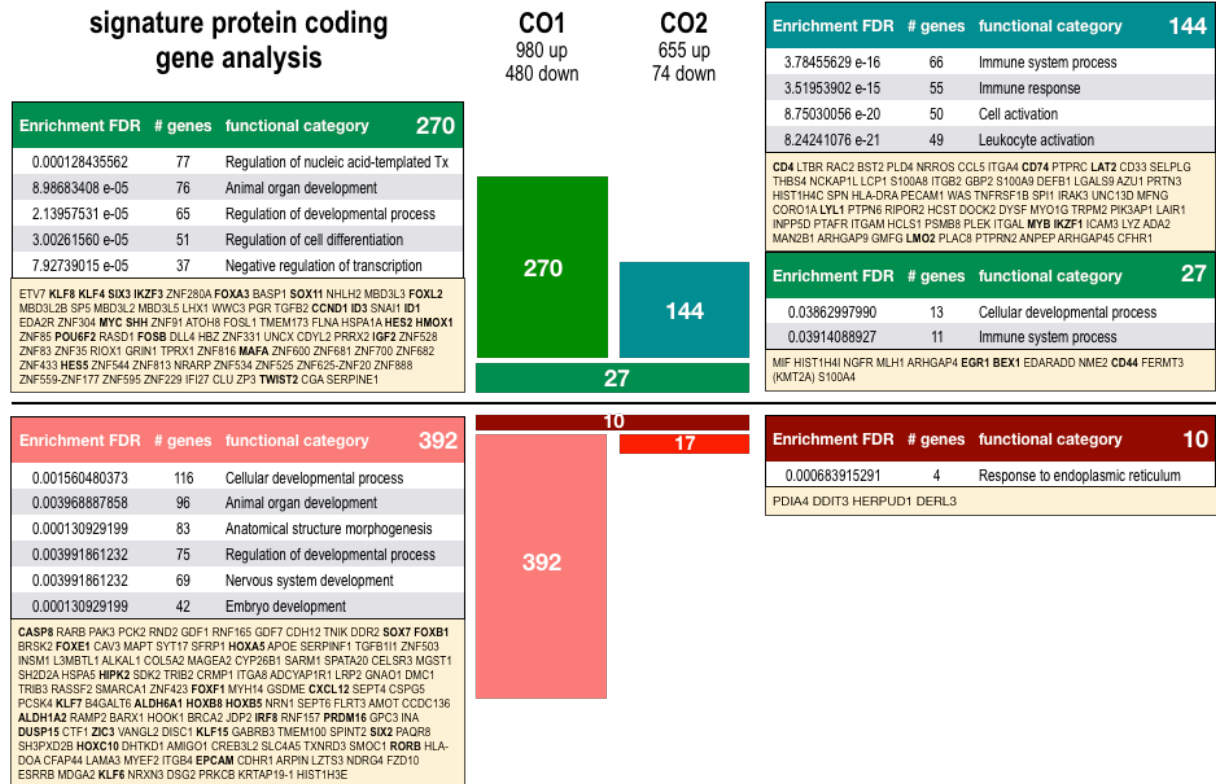 signature protein coding
gene analysis
CO1
980 up
480 down
CO2
655 up
74 down
Enrichment FDR # genes functional category 270
0.000128435562 77 Regulation of nucleic acid-templated Tx
8.98683408 e-05 76 Animal organ development
2.13957531 e-05 65 Regulation of developmental process
3.00261560 e-05 51 Regulation of cell differentiation
7.92739015 e-05 37 Negative regulation of transcription
ETV7 KLF8 KLF4 SIX3 IKZF3 ZNF280A FOXA3 BASP1 SOX11 NHLH2 MBD3L3 FOXL2
MBD3L2B SP5 MBD3L2 MBD3L5 LHX1 WWC3 PGR TGFB2 CCND1 ID3 SNAI1 ID1
EDA2R ZNF304 MYC SHH ZNF91 ATOH8 FOSL1 TMEM173 FLNA HSPA1A HES2 HMOX1
ZNF85 POU6F2 RASD1 FOSB DLL4 HBZ ZNF331 UNCX CDYL2 PRRX2 IGF2 ZNF528
ZNF83 ZNF35 RIOX1 GRIN1 TPRX1 ZNF816 MAFA ZNF600 ZNF681 ZNF700 ZNF682
ZNF433 HES5 ZNF544 ZNF813 NRARP ZNF534 ZNF525 ZNF625-ZNF20 ZNF888
ZNF559-ZNF177 ZNF595 ZNF229 IFI27 CLU ZP3 TWIST2 CGA SERPINE1
270
144
27
Enrichment FDR # genes functional category 144
3.78455629 e-16 66 Immune system process
3.51953902 e-15 55 Immune response
8.75030056 e-20 50 Cell activation
8.24241076 e-21 49 Leukocyte activation
CD4 LTBR RAC2 BST2 PLD4 NRROS CCL5 ITGA4 CD74 PTPRC LAT2 CD33 SELPLG
THBS4 NCKAP1L LCP1 S100A8 ITGB2 GBP2 S100A9 DEFB1 LGALS9 AZU1 PRTN3
HIST1H4C SPN HLA-DRA PECAM1 WAS TNFRSF1B SPI1 IRAK3 UNC13D MFNG
CORO1A LYL1 PTPN6 RIPOR2 HCST DOCK2 DYSF MYO1G TRPM2 PIK3AP1 LAIR1
INPP5D PTAFR ITGAM HCLS1 PSMB8 PLEK ITGAL MYB IKZF1 ICAM3 LYZ ADA2
MAN2B1 ARHGAP9 GMFG LMO2 PLAC8 PTPRN2 ANPEP ARHGAP45 CFHR1
Enrichment FDR # genes functional category 27
0.03862997990 13 Cellular developmental process
0.03914088927 11 Immune system process
MIF HIST1H4I NGFR MLH1 ARHGAP4 EGR1 BEX1 EDARADD NME2 CD44 FERMT3
(KMT2A) S100A4
Enrichment FDR # genes functional category 392
0.001560480373 116 Cellular developmental process
0.003968887858 96 Animal organ development
0.000130929199 83 Anatomical structure morphogenesis
0.003991861232 75 Regulation of developmental process
0.003991861232 69 Nervous system development
0.000130929199 42 Embryo development
CASP8 RARB PAK3 PCK2 RND2 GDF1 RNF165 GDF7 CDH12 TNIK DDR2 SOX7 FOXB1
BRSK2 FOXE1 CAV3 MAPT SYT17 SFRP1 HOXA5 APOE SERPINF1 TGFB1I1 ZNF503
INSM1 L3MBTL1 ALKAL1 COL5A2 MAGEA2 CYP26B1 SARM1 SPATA20 CELSR3 MGST1
SH2D2A HSPA5 HIPK2 SDK2 TRIB2 CRMP1 ITGA8 ADCYAP1R1 LRP2 GNAO1 DMC1
TRIB3 RASSF2 SMARCA1 ZNF423 FOXF1 MYH14 GSDME CXCL12 SEPT4 CSPG5
PCSK4 KLF7 B4GALT6 ALDH6A1 HOXB8 HOXB5 NRN1 SEPT6 FLRT3 AMOT CCDC136
ALDH1A2 RAMP2 BARX1 HOOK1 BRCA2 JDP2 IRF8 RNF157 PRDM16 GPC3 INA
DUSP15 CTF1 ZIC3 VANGL2 DISC1 KLF15 GABRB3 TMEM100 SPINT2 SIX2 PAQR8
SH3PXD2B HOXC10 DHTKD1 AMIGO1 CREB3L2 SLC4A5 TXNRD3 SMOC1 RORB HLA-
DOA CFAP44 LAMA3 MYEF2 ITGB4 EPCAM CDHR1 ARPIN LZTS3 NDRG4 FZD10
ESRRB MDGA2 KLF6 NRXN3 DSG2 PRKCB KRTAP19-1 HIST1H3E
10
17
392
Enrichment FDR # genes functional category 10
0.000683915291 4 Response to endoplasmic reticulum
PDIA4 DDIT3 HERPUD1 DERL3